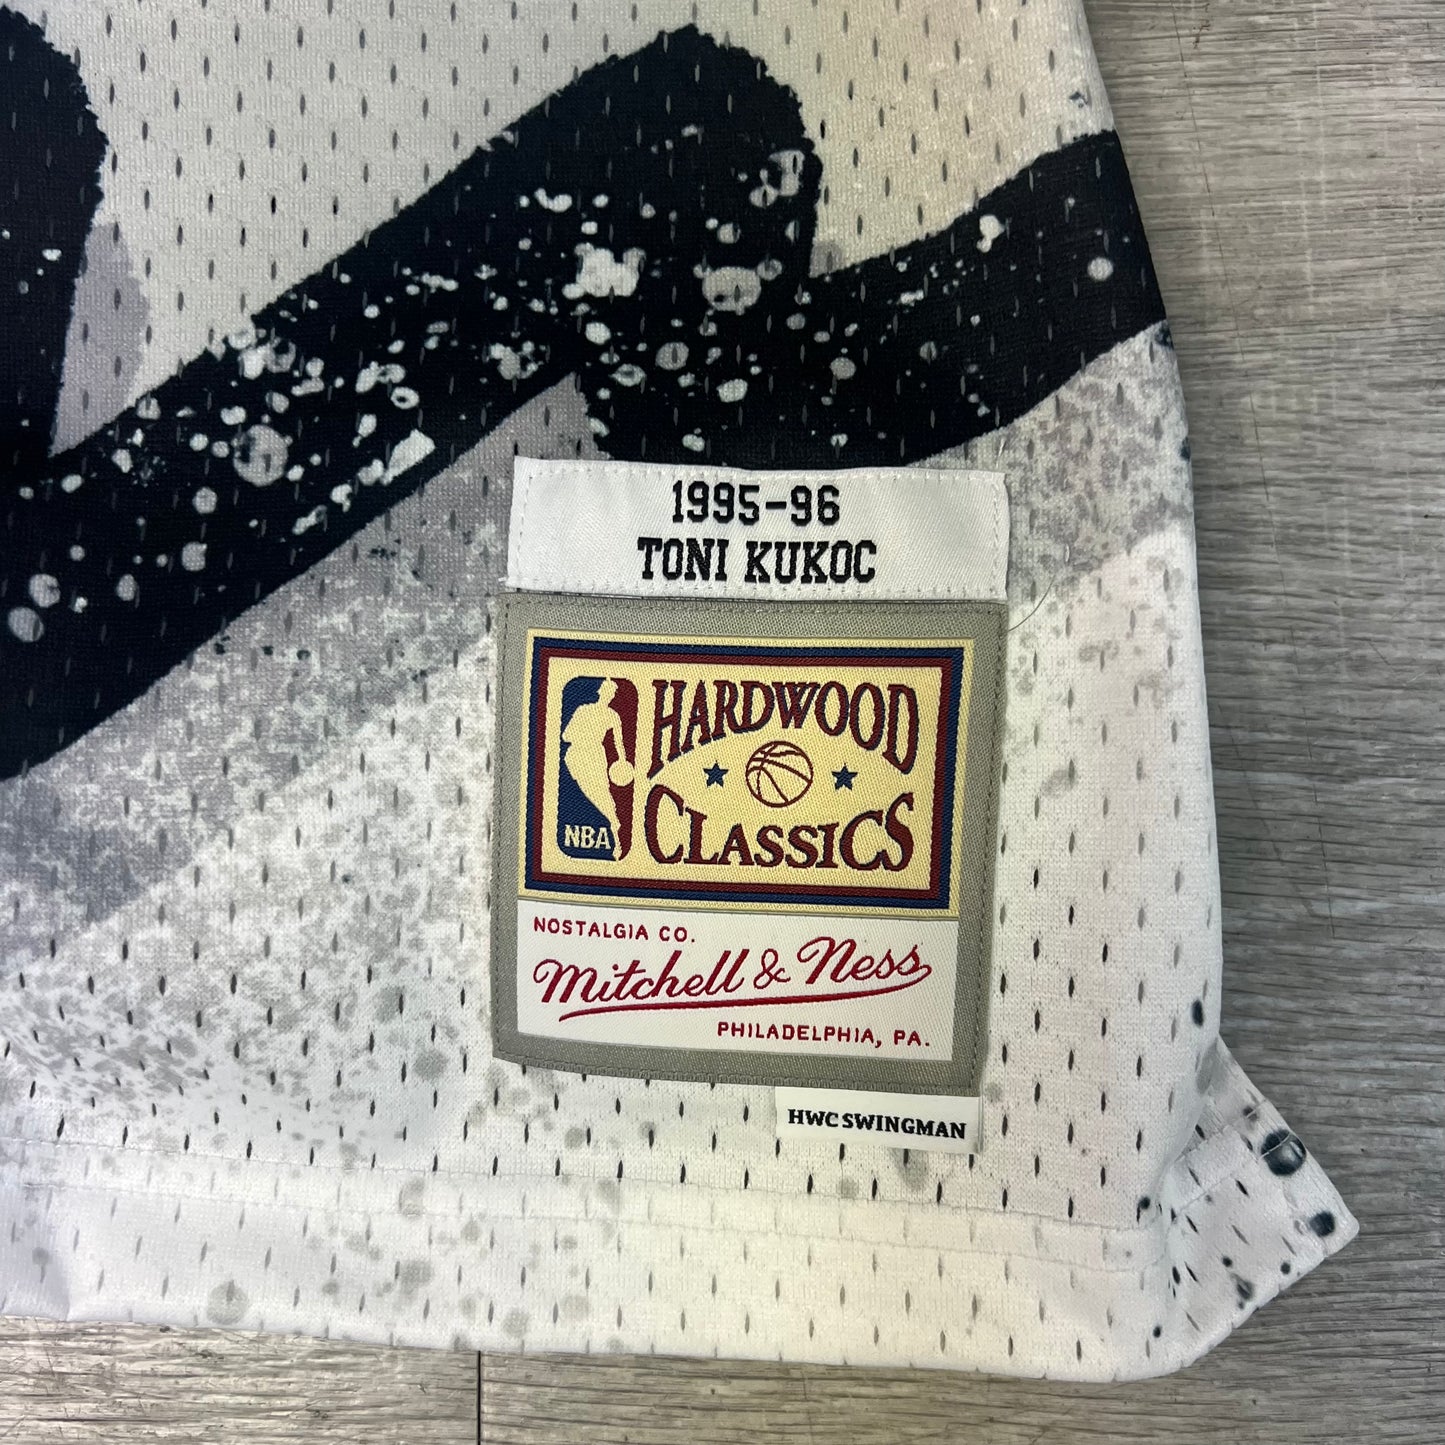 1995-96
TONI KUKOC
HARDWOOD
CLASSICS
NBA
NOSTALGIA CO.
Mitchell & Ness
PHILADELPHIA, PA.
HWC SWINGMAN